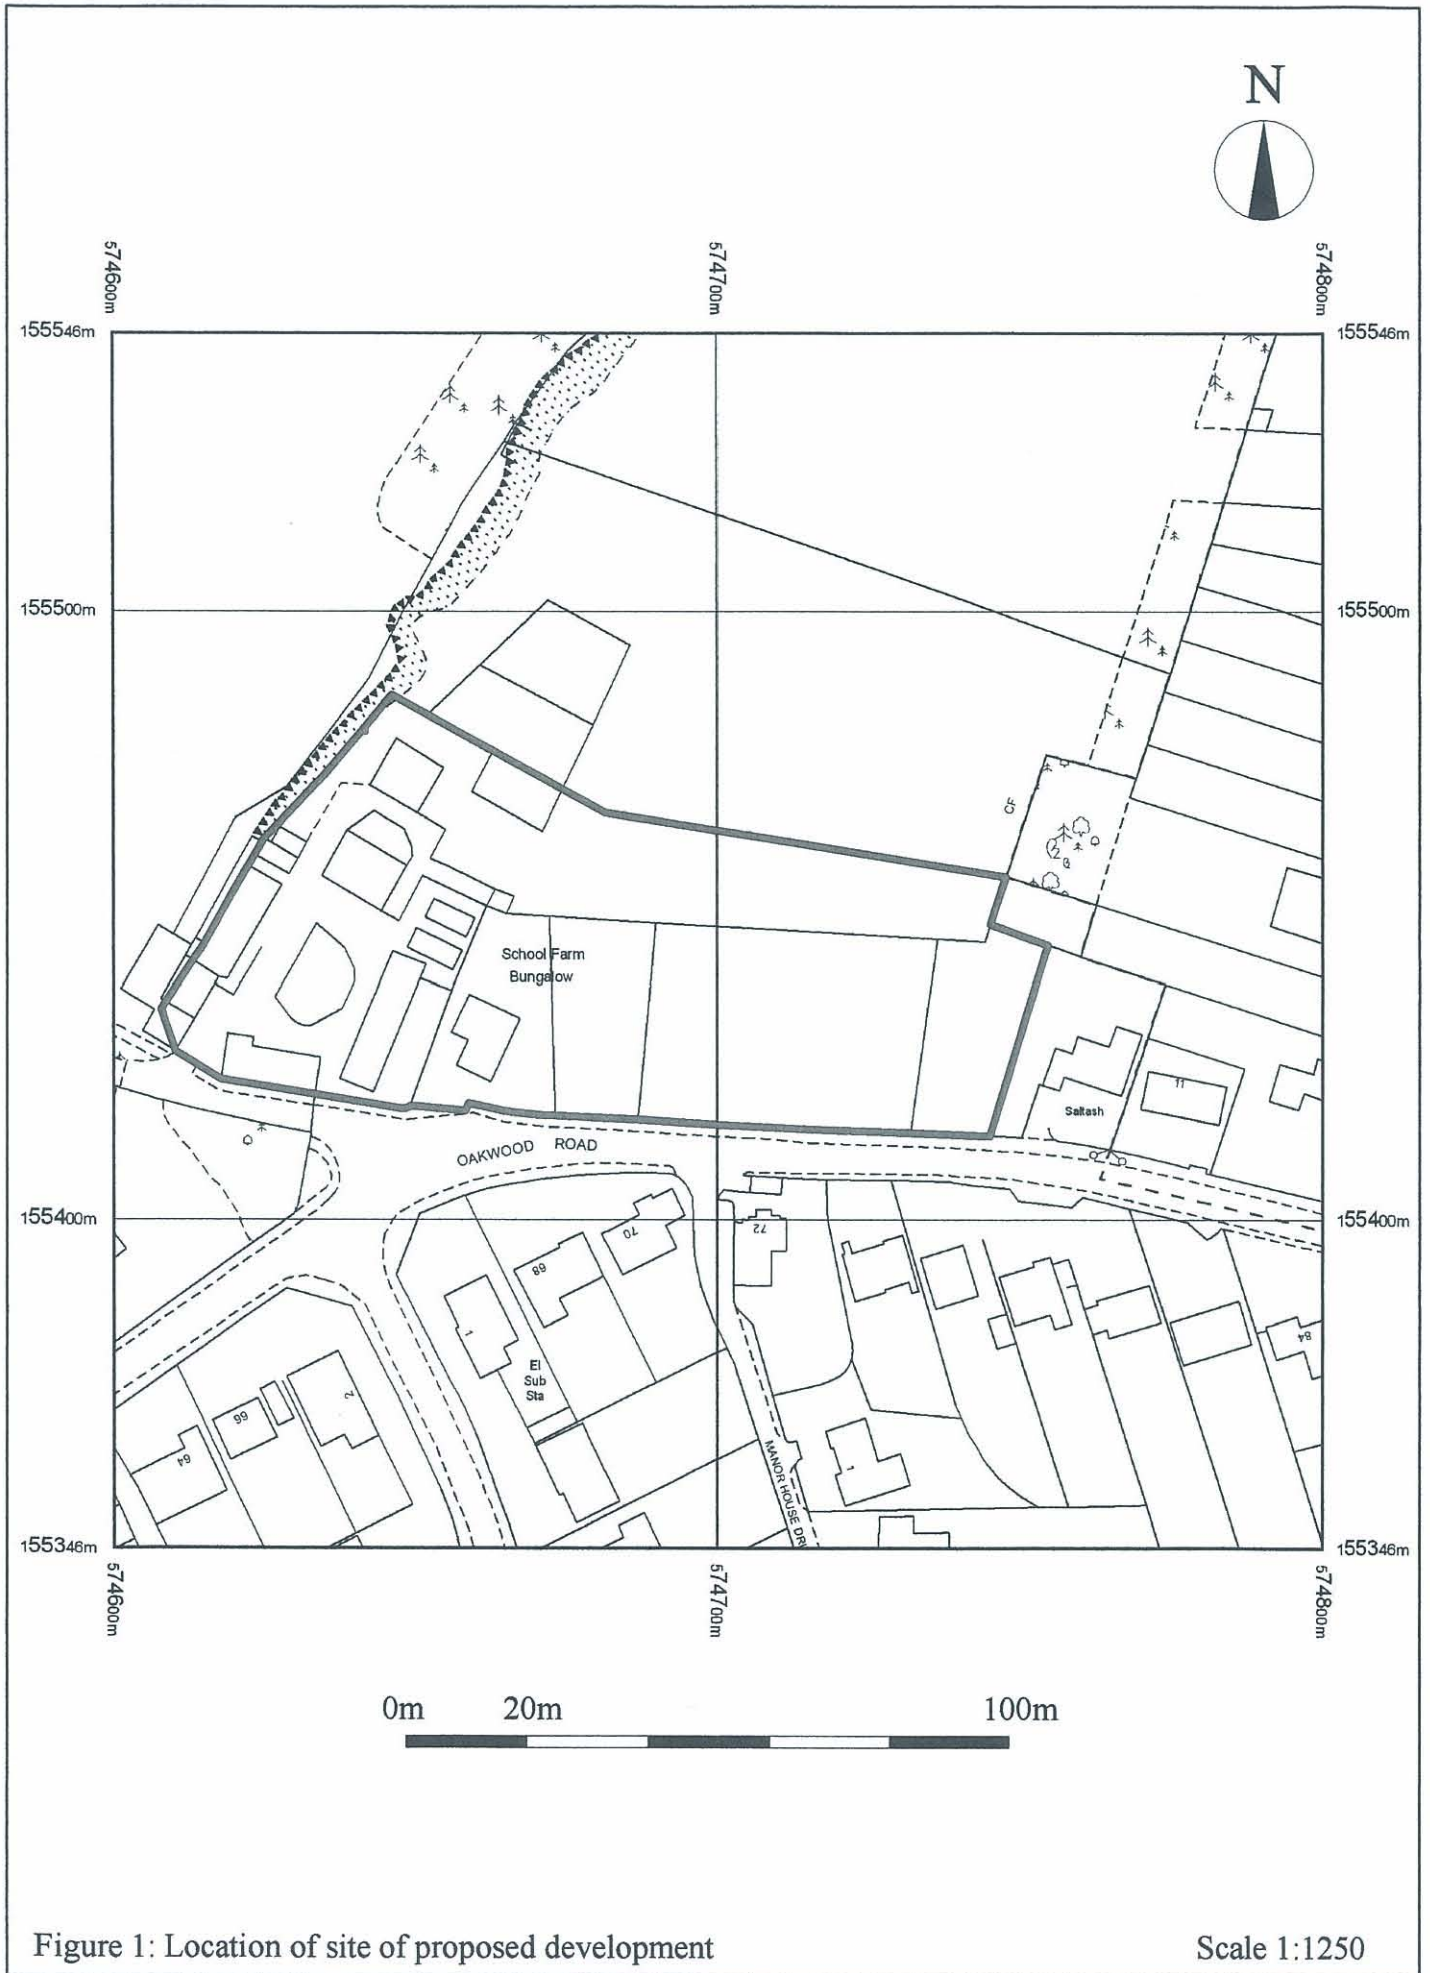 N
574600m
574700m
574800m
155546m
155546m
155500m
155500m
CF
School Farm
Bungalow
11
Saltash
OAKWOOD ROAD
L
155400m
155400m
70
72
68
1
84
El
Sub
Sta
2
66
64
1
MANOR HOUSE DRI
155346m
155346m
574600m
574700m
574800m
0m 20m 100m
Figure 1: Location of site of proposed development
Scale 1:1250